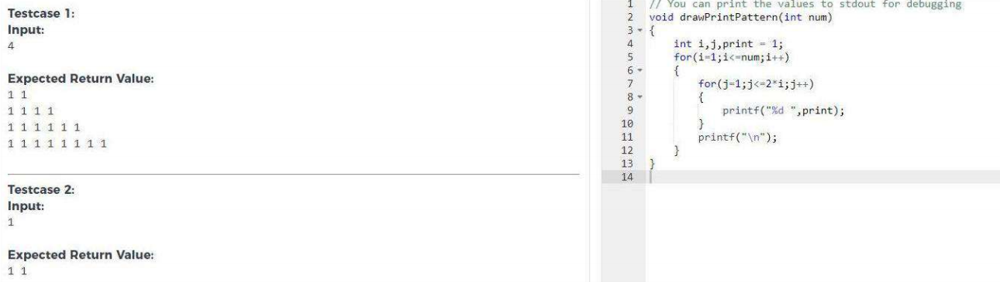 Testcase 1:
Input:
4
Expected Return Value:
1 1
1 1 1 1
1 1 1 1 1 1
1 1 1 1 1 1 1 1
Testcase 2:
Input:
1
Expected Return Value:
1 1
1 // You can print the values to stdout for debugging
2 void drawPrintPattern(int num)
3 {
4 int i,j,print = 1;
5 for(i=1;i<=num;i++)
6 {
7 for(j=1;j<=2*i;j++)
8 {
9 printf("%d ",print);
10 }
11 printf("\n");
12 }
13 }
14